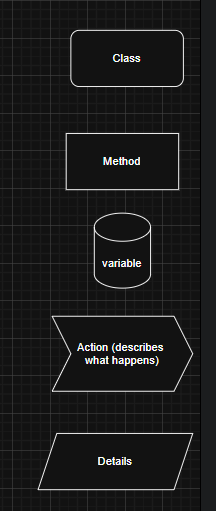 Class
Method
variable
Action (describes
what happens)
Details